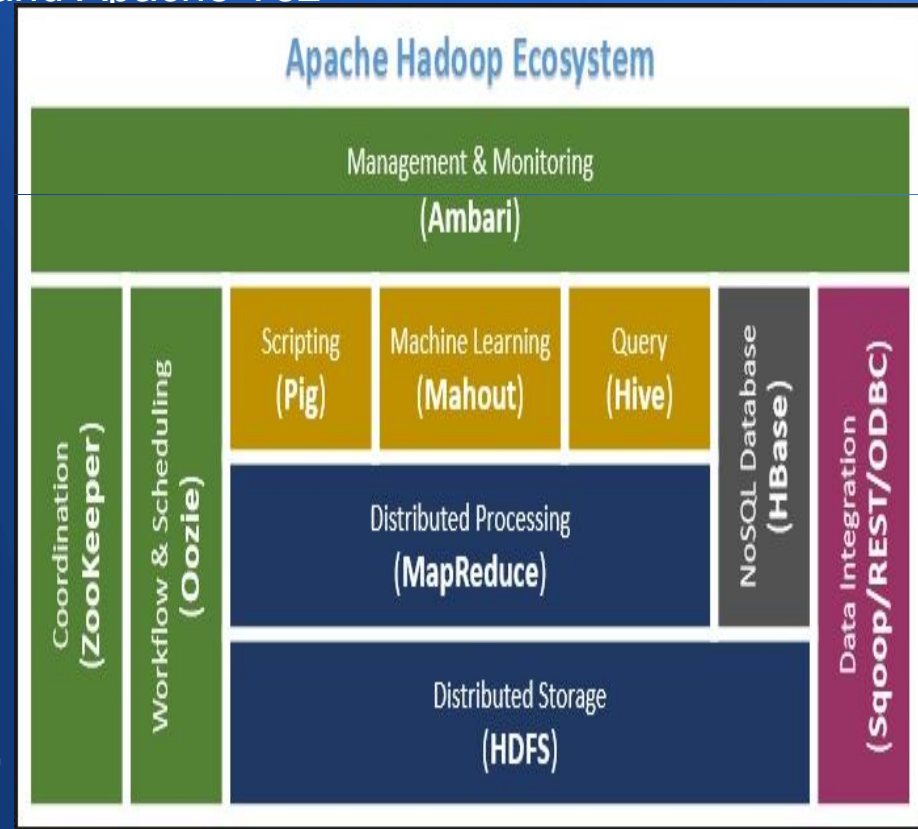 Apache Hadoop Ecosystem
Management & Monitoring
(Ambari)
Coordination
(ZooKeeper)
Workflow & Scheduling
(Oozie)
Scripting
(Pig)
Machine Learning
(Mahout)
Query
(Hive)
Distributed Processing
(MapReduce)
Distributed Storage
(HDFS)
NoSQL Database
(HBase)
Data Integration
(Sqoop/REST/ODBC)